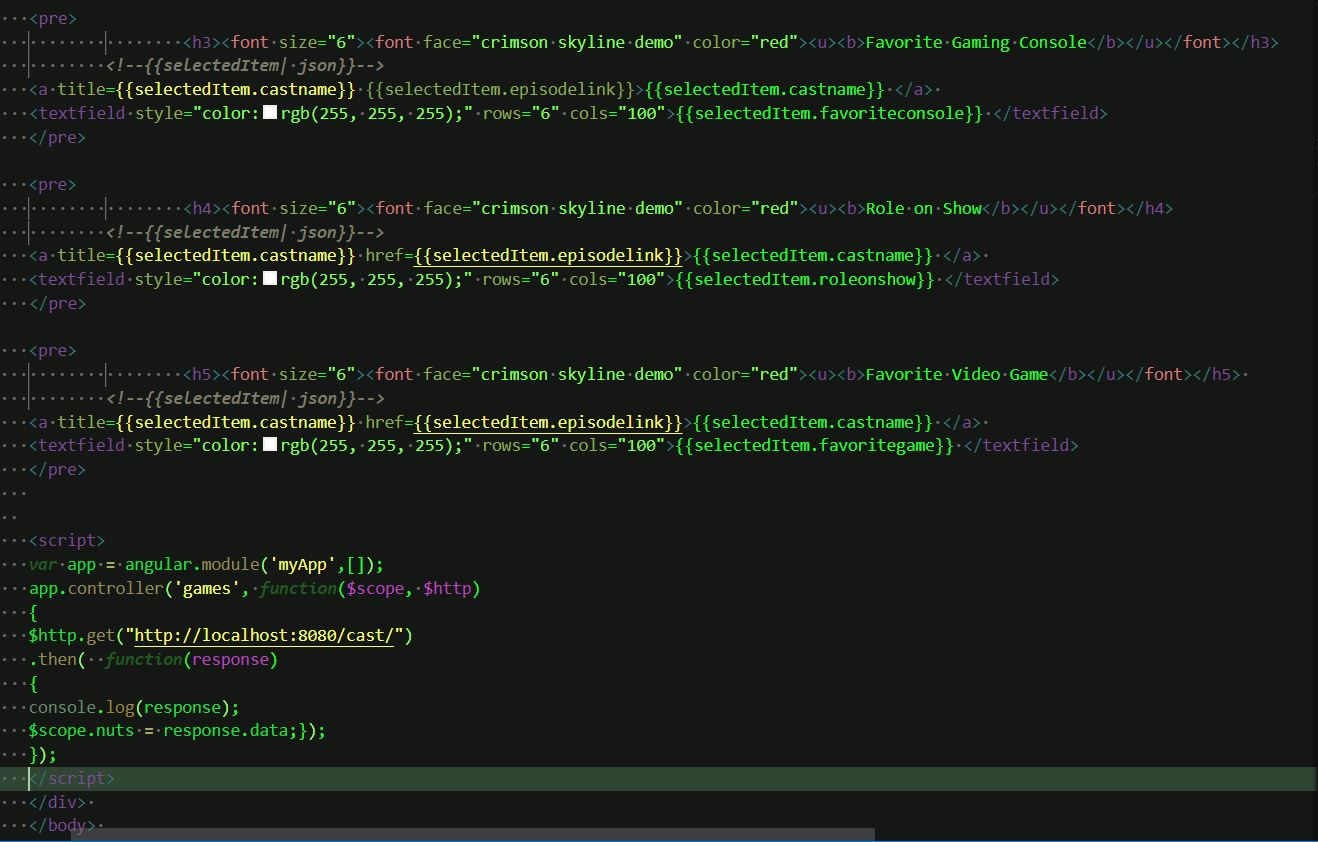 <pre>
<h3><font size="6"><font face="crimson skyline demo" color="red"><u><b>Favorite Gaming Console</b></u></font></h3>
<!--{{selectedItem| json}}-->
<a title={{selectedItem.castname}} {{selectedItem.episodelink}}>{{selectedItem.castname}} </a>
<textfield style="color: rgb(255, 255, 255);" rows="6" cols="100">{{selectedItem.favoriteconsole}} </textfield>
</pre>
<pre>
<h4><font size="6"><font face="crimson skyline demo" color="red"><u><b>Role on Show</b></u></font></h4>
<!--{{selectedItem| json}}-->
<a title={{selectedItem.castname}} href={{selectedItem.episodelink}}>{{selectedItem.castname}} </a>
<textfield style="color: rgb(255, 255, 255);" rows="6" cols="100">{{selectedItem.roleonshow}} </textfield>
</pre>
<pre>
<h5><font size="6"><font face="crimson skyline demo" color="red"><u><b>Favorite Video Game</b></u></font></h5>
<!--{{selectedItem| json}}-->
<a title={{selectedItem.castname}} href={{selectedItem.episodelink}}>{{selectedItem.castname}} </a>
<textfield style="color: rgb(255, 255, 255);" rows="6" cols="100">{{selectedItem.favoritegame}} </textfield>
</pre>
<script>
var app = angular.module('myApp',[]);
app.controller('games', function($scope, $http)
{
$http.get("http://localhost:8080/cast/")
.then(  function(response)
{
console.log(response);
$scope.nuts = response.data;});
});
</script>
</div>
</body>